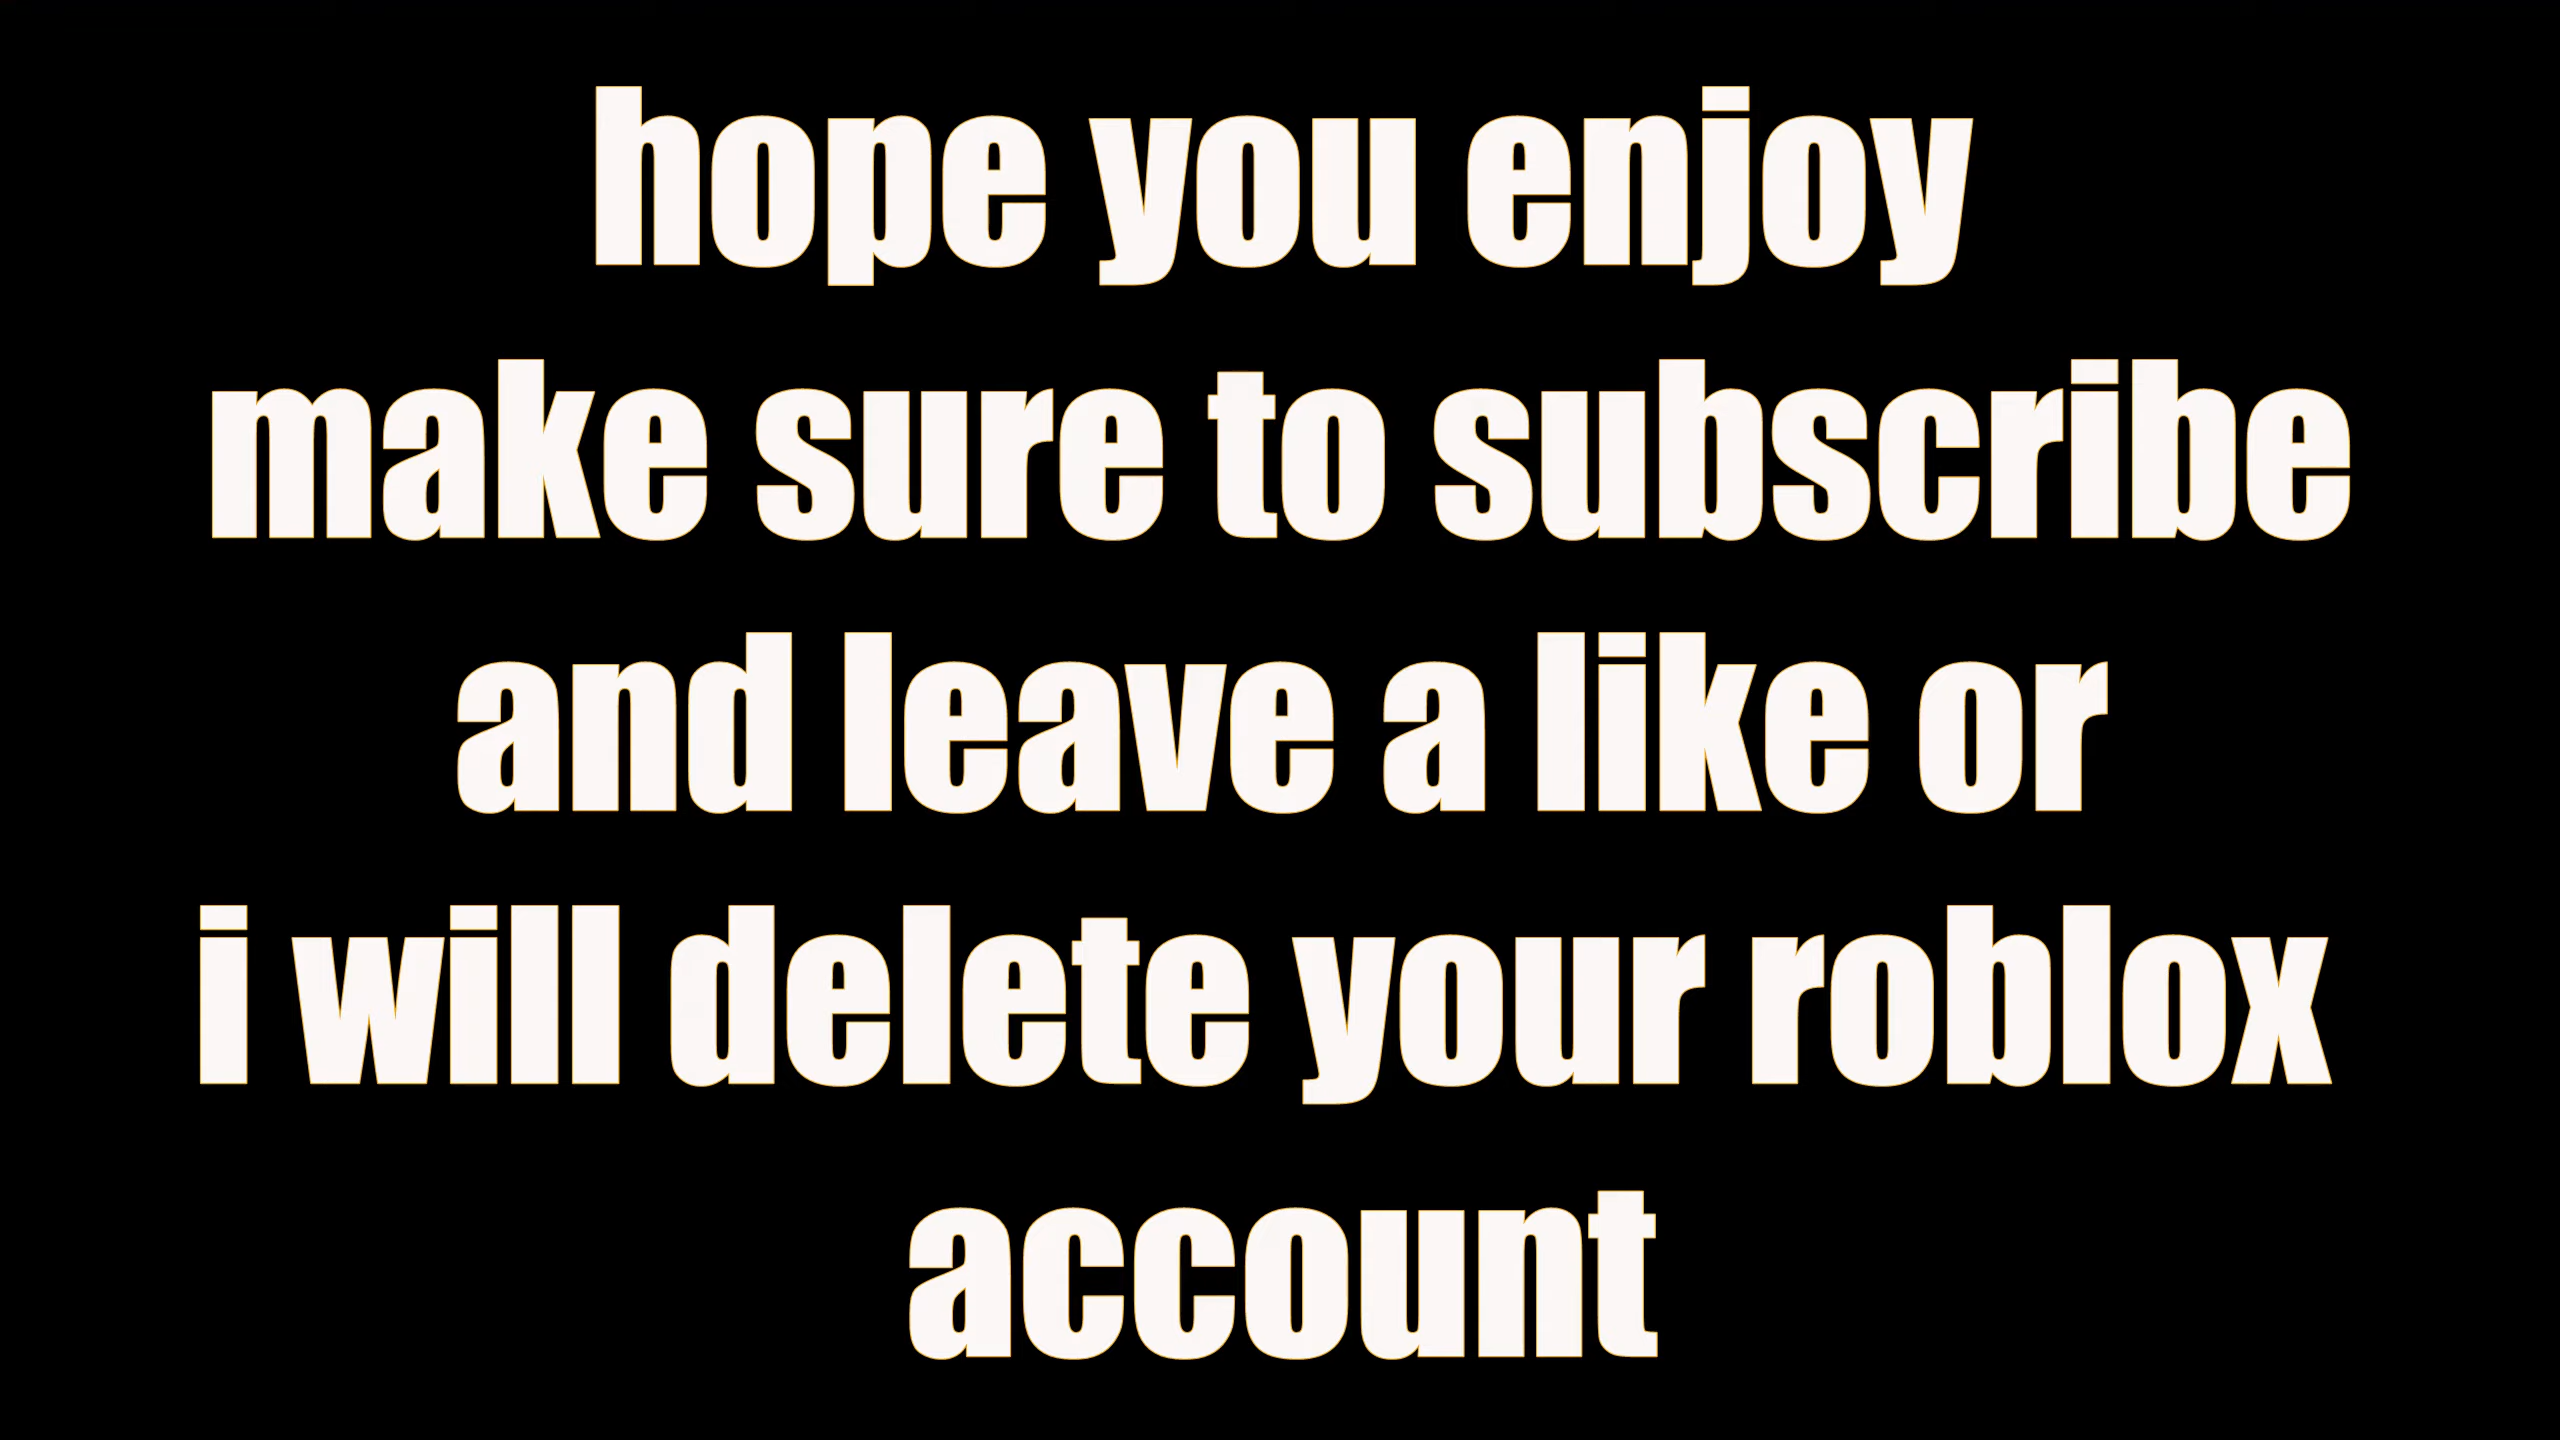 hope you enjoy
make sure to subscribe
and leave a like or
i will delete your roblox
account